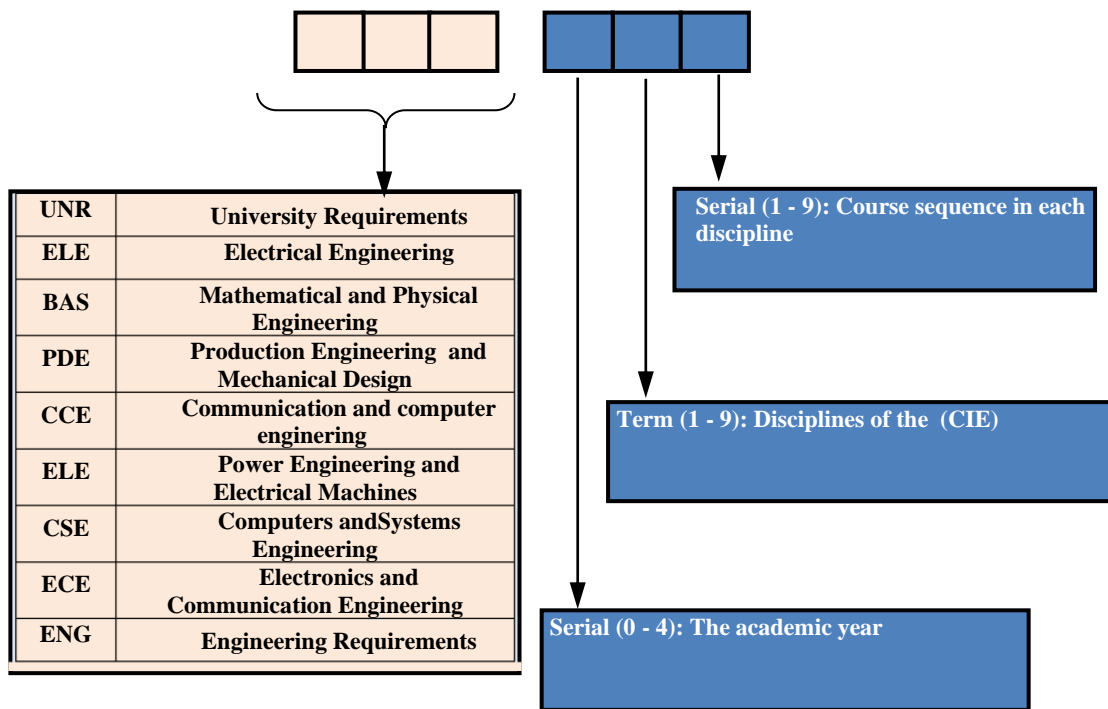 UNR University Requirements
ELE Electrical Engineering
BAS Mathematical and Physical
Engineering
PDE Production Engineering and
Mechanical Design
CCE Communication and computer
enginering
ELE Power Engineering and
Electrical Machines
CSE Computers andSystems
Engineering
ECE Electronics and
Communication Engineering
ENG Engineering Requirements
Serial (1 - 9): Course sequence in each
discipline
Term (1 - 9): Disciplines of the (CIE)
Serial (0 - 4): The academic year